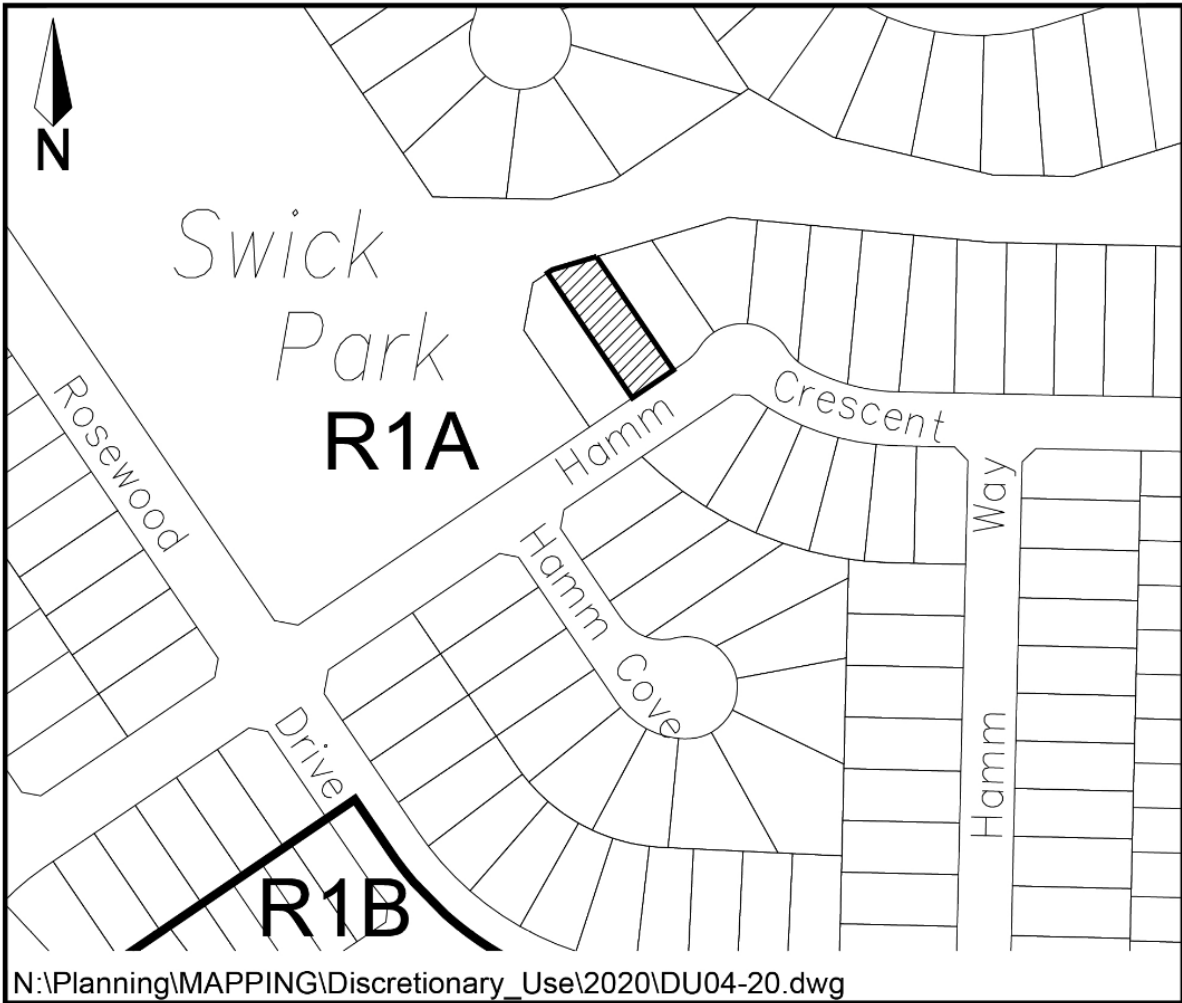 N
Swick
Park
R1A
Rosewood
Drive
Hamm
Crescent
Hamm Cove
Hamm Way
R1B
N:\Planning\MAPPING\Discretionary_Use\2020\DU04-20.dwg